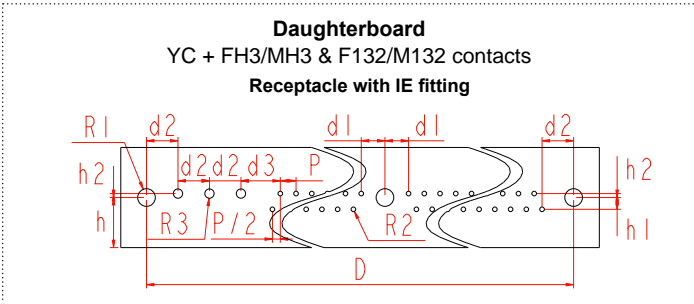 Daughterboard
YC + FH3/MH3 & F132/M132 contacts
Receptacle with IE fitting
R1 d2 d1 d1 d2
d2 d2 d3 P
h2 h2
h R3 P/2 R2 h1
D